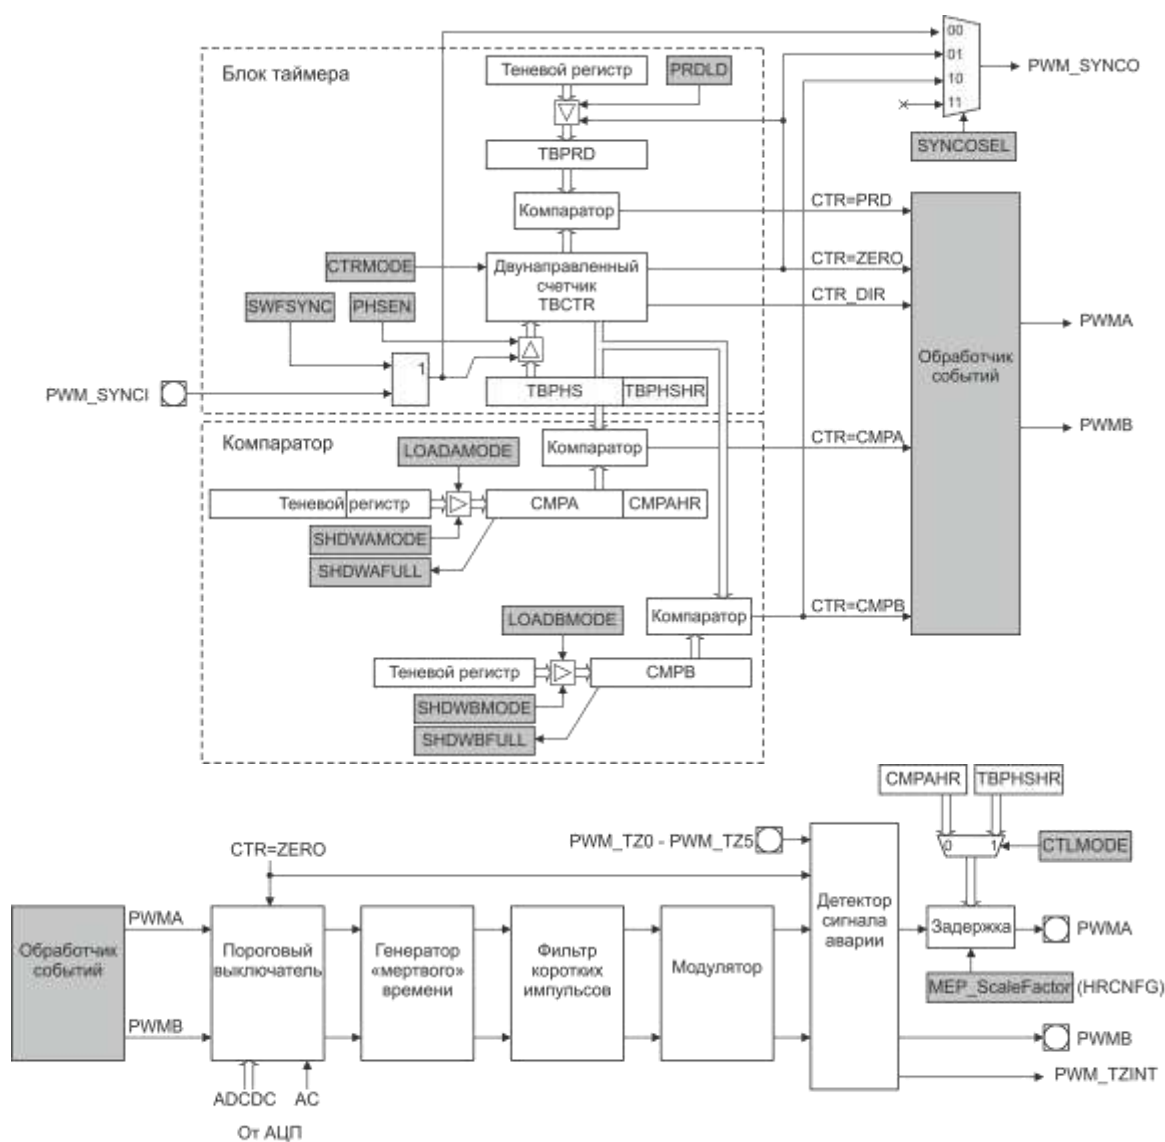 00
01
10
11
PWM_SYNCO
SYNCOSEL
Блок таймера
Теневой регистр
PRDLD
TBPRD
Компаратор
CTR=PRD
CTRMODE
Двунаправленный
счетчик
TBCTR
CTR=ZERO
CTR_DIR
SWFSYNC
PHSEN
1
PWM_SYNCI
TBPHS
TBPHSHR
Обработчик
событий
PWMA
PWMB
Компаратор
LOADAMODE
Компаратор
CTR=CMPA
Теневой регистр
CMPA
CMPAHR
SHDWAMODE
SHDWAFULL
LOADBMODE
Компаратор
CTR=CMPB
Теневой регистр
CMPB
SHDWBMODE
SHDWBFULL
CMPAHR
TBPHSHR
0
1
CTLMODE
PWM_TZ0 - PWM_TZ5
CTR=ZERO
Обработчик
событий
PWMA
PWMB
Пороговый
выключатель
Генератор
«мертвого»
времени
Фильтр
коротких
импульсов
Модулятор
Детектор
сигнала
аварии
Задержка
PWMA
MEP_ScaleFactor (HRCNFG)
PWMB
PWM_TZINT
ADCDC
AC
От АЦП